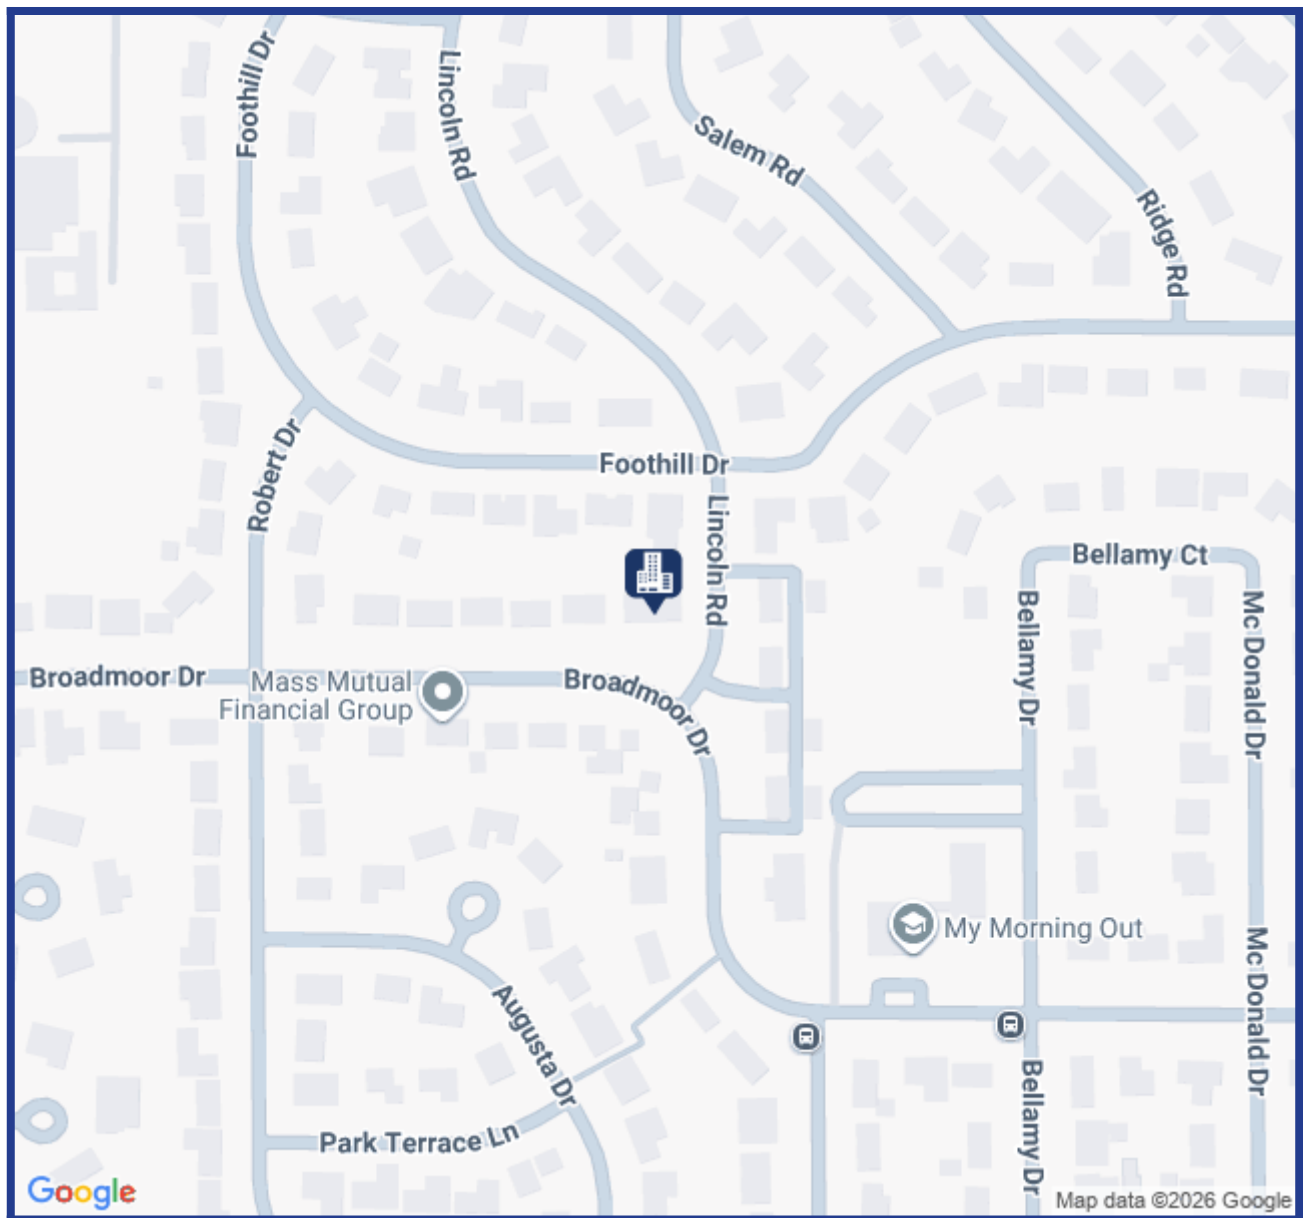 Foothill Dr
Lincoln Rd
Salem Rd
Ridge Rd
Robert Dr
Foothill Dr
Lincoln Rd
Bellamy Ct
Bellamy Dr
Mc Donald Dr
Broadmoor Dr
Mass Mutual
Financial Group
Broadmoor Dr
My Morning Out
Mc Donald Dr
Augusta Dr
Bellamy Dr
Park Terrace Ln
Google
Map data ©2026 Google